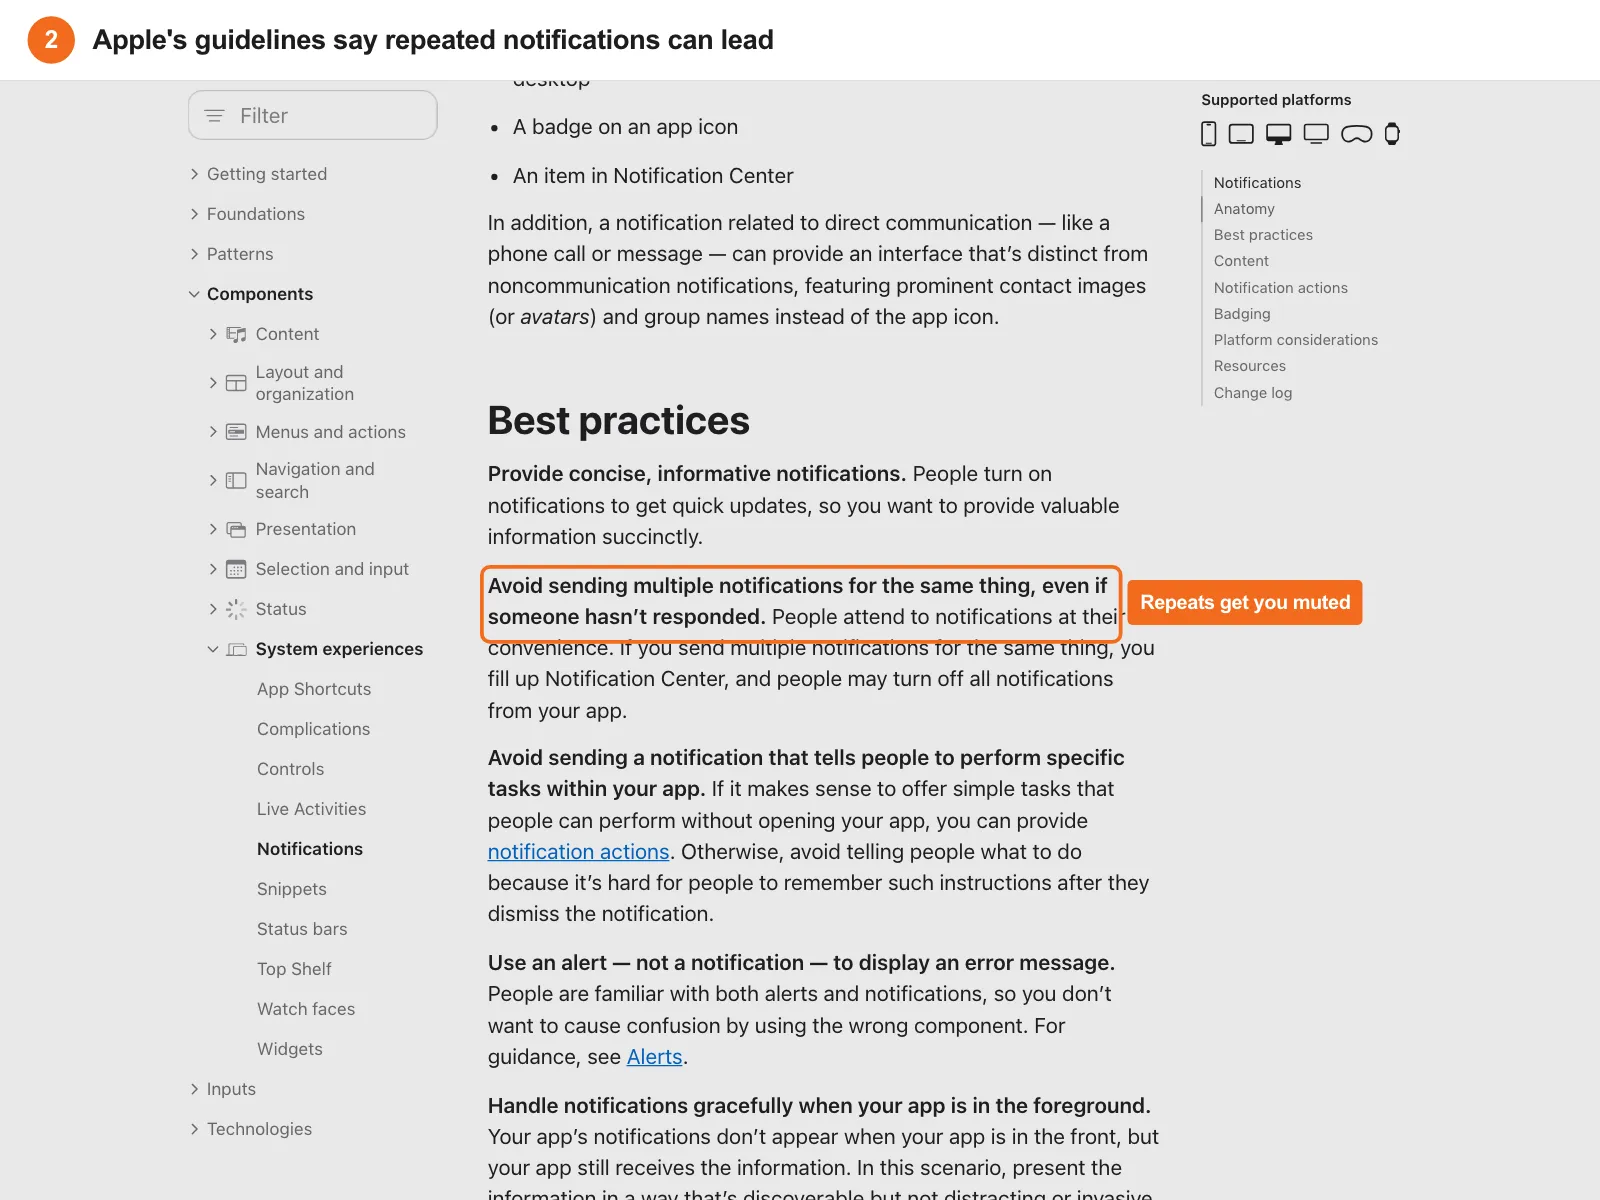 2 Apple's guidelines say repeated notifications can lead
Filter
Getting started
Foundations
Patterns
Components
Content
Layout and
organization
Menus and actions
Navigation and
search
Presentation
Selection and input
Status
System experiences
App Shortcuts
Complications
Controls
Live Activities
Notifications
Snippets
Status bars
Top Shelf
Watch faces
Widgets
Inputs
Technologies
desktop
• A badge on an app icon
• An item in Notification Center
In addition, a notification related to direct communication — like a
phone call or message — can provide an interface that’s distinct from
noncommunication notifications, featuring prominent contact images
(or avatars) and group names instead of the app icon.
Best practices
Provide concise, informative notifications. People turn on
notifications to get quick updates, so you want to provide valuable
information succinctly.
Avoid sending multiple notifications for the same thing, even if
someone hasn’t responded. People attend to notifications at their
convenience. If you send multiple notifications for the same thing, you
fill up Notification Center, and people may turn off all notifications
from your app.
Repeats get you muted
Avoid sending a notification that tells people to perform specific
tasks within your app. If it makes sense to offer simple tasks that
people can perform without opening your app, you can provide
notification actions. Otherwise, avoid telling people what to do
because it’s hard for people to remember such instructions after they
dismiss the notification.
Use an alert — not a notification — to display an error message.
People are familiar with both alerts and notifications, so you don’t
want to cause confusion by using the wrong component. For
guidance, see Alerts.
Handle notifications gracefully when your app is in the foreground.
Your app’s notifications don’t appear when your app is in the front, but
your app still receives the information. In this scenario, present the
information in a way that’s discoverable but not distracting or invasive,
Supported platforms
Notifications
Anatomy
Best practices
Content
Notification actions
Badging
Platform considerations
Resources
Change log